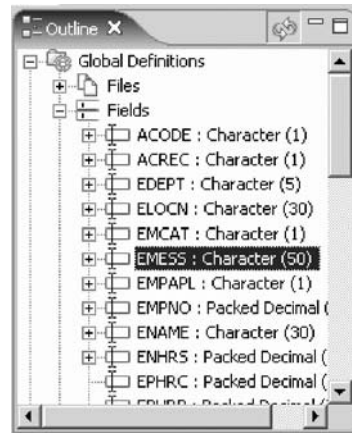 Outline
Global Definitions
Files
Fields
ACODE : Character (1)
ACREC : Character (1)
EDEPT : Character (5)
ELOCN : Character (30)
EMCAT : Character (1)
EMESS : Character (50)
EMPAPL : Character (1)
EMPNO : Packed Decimal (
ENAME : Character (30)
ENHRS : Packed Decimal (
EPHRC : Packed Decimal (